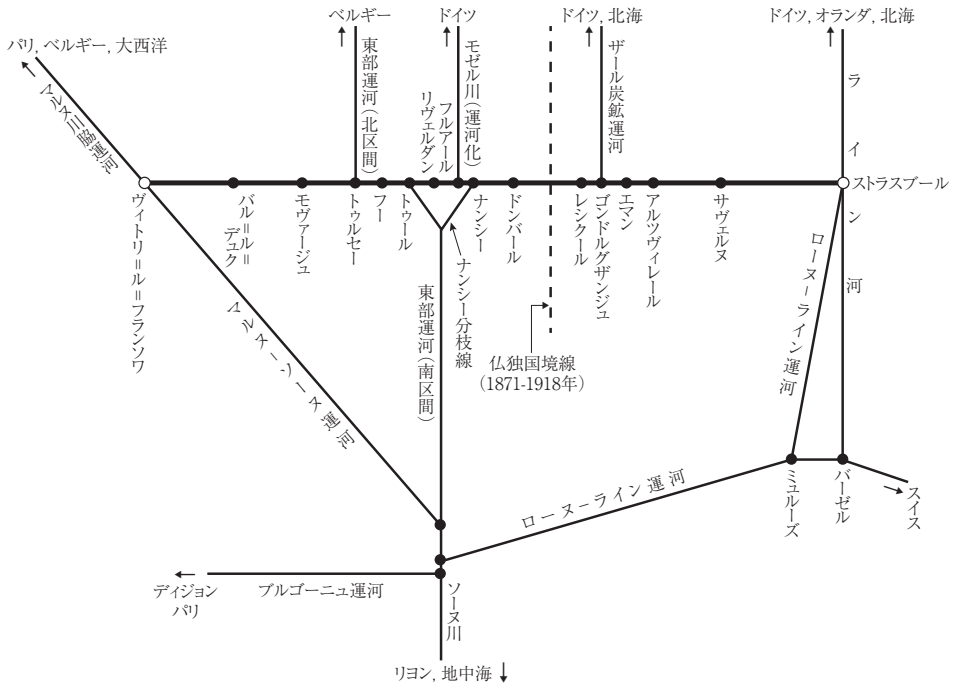 ベルギー
ドイツ
ドイツ, 北海
ドイツ, オランダ, 北海
パリ, ベルギー, 大西洋
マルヌ川脇運河
東部運河(北区間)
リヴェルダン
フルアール
モゼル川(運河化)
ザール炭鉱運河
ライン河
ストラスブール
ヴィトリ=ル=フランソワ
バル=ル=
デュク
モヴァージュ
トゥルセー
フー
トゥール
ナンシー
ドンバール
レシクール
ゴンドルグザンジュ
エマン
アルツヴィレール
サヴェルヌ
マルヌ-ソーヌ運河
東部運河(南区間)
ナンシー分枝線
仏独国境線
(1871-1918年)
ローヌ-ライン運河
ローヌ-ライン運河
ミュルーズ
バーゼル
スイス
ブルゴーニュ運河
ディジョン
パリ
ソーヌ川
リヨン, 地中海